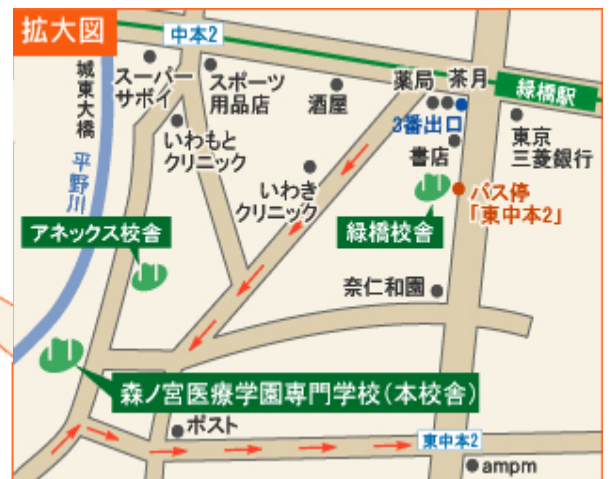 拡大図
中本2
城東大橋
スーパー
サボイ
スポーツ
用品店
酒屋
薬局
茶月
緑橋駅
3番出口
いわもと
クリニック
書店
東京
三菱銀行
平野川
いわき
クリニック
バス停
「東中本2」
アネックス校舎
緑橋校舎
奈仁和園
森ノ宮医療学園専門学校(本校舎)
ポスト
東中本2
ampm